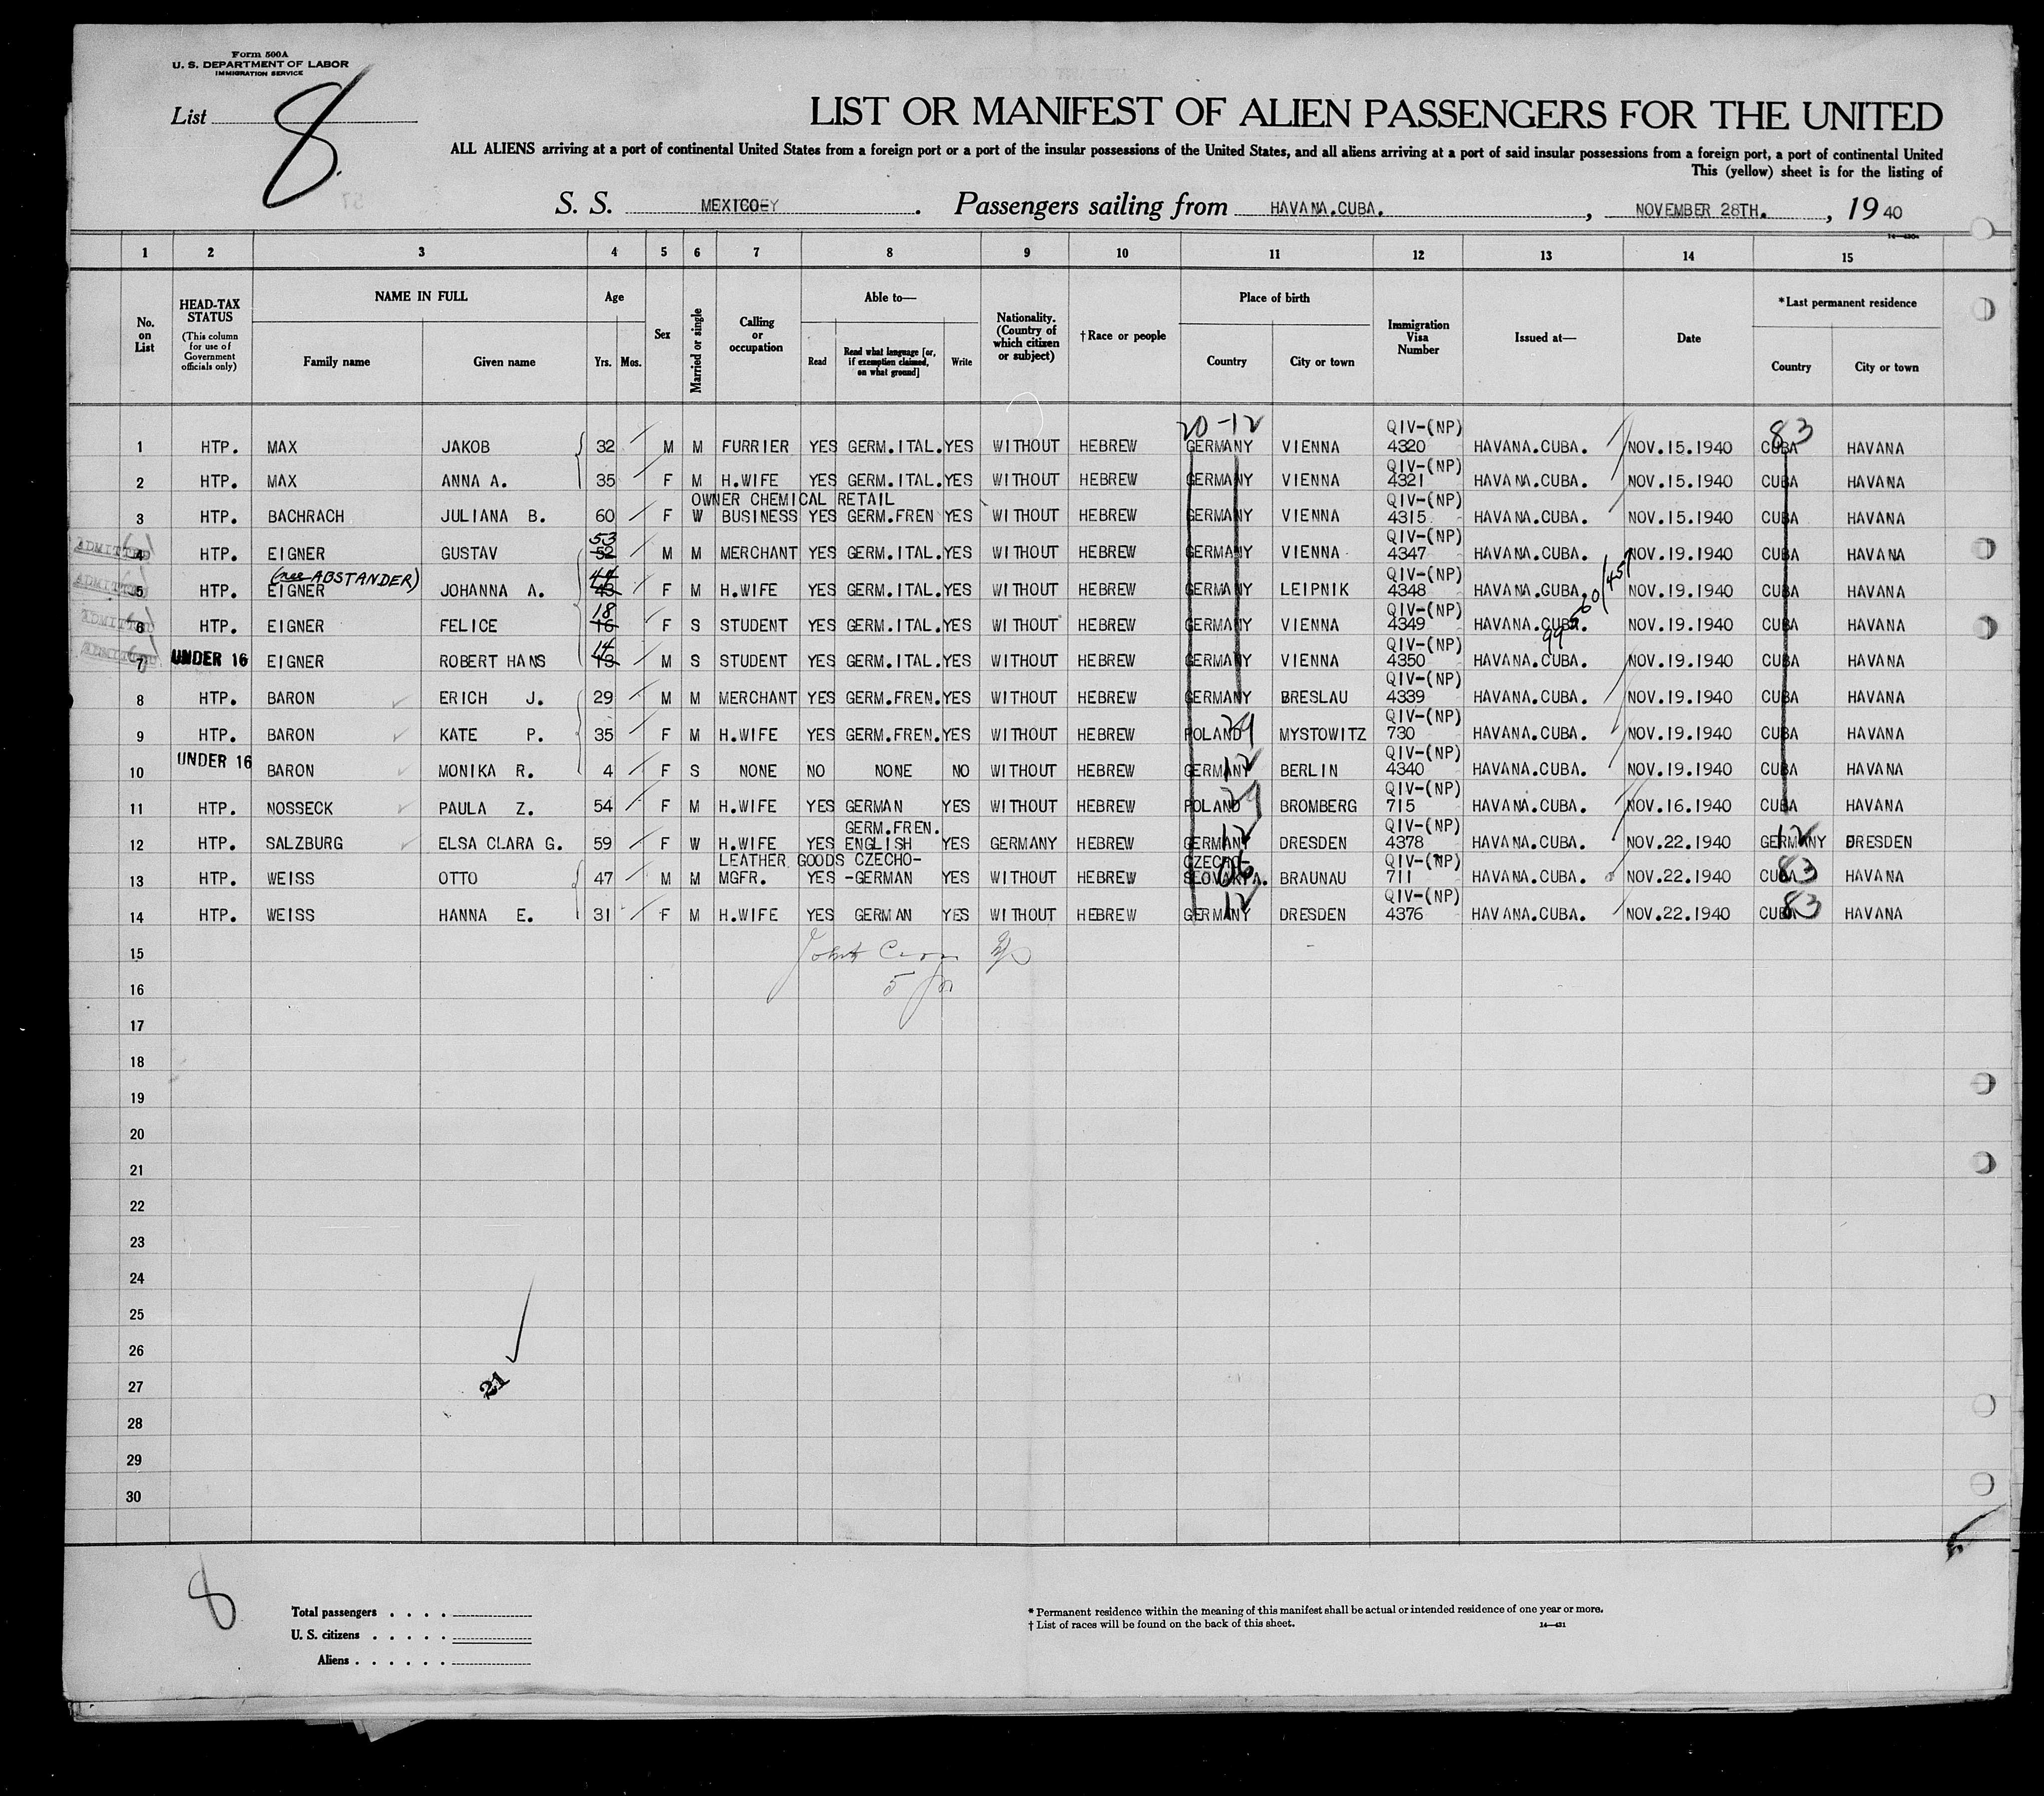 Form 500A
U. S. DEPARTMENT OF LABOR
IMMIGRATION SERVICE
List 8
LIST OR MANIFEST OF ALIEN PASSENGERS FOR THE UNITED
ALL ALIENS arriving at a port of continental United States from a foreign port or a port of the insular possessions of the United States, and all aliens arriving at a port of said insular possessions from a foreign port, a port of continental United
This (yellow) sheet is for the listing of
S. S. MEXICO-EY. Passengers sailing from HAVANA.CUBA., NOVEMBER 28TH., 19 40
1 2 3 4 5 6 7 8 9 10 11 12 13 14 15
No. on List
HEAD-TAX STATUS (This column for use of Government officials only)
NAME IN FULL Family name Given name
Age Yrs. Mos.
Sex
Married or single
Calling or occupation
Able to— Read Read what language [or, if exemption claimed, on what ground] Write
Nationality. (Country of which citizen or subject)
†Race or people
Place of birth Country City or town
Immigration Visa Number
Issued at—
Date
*Last permanent residence Country City or town
20-12 QIV-(NP) 83
1 HTP. MAX JAKOB 32 M M FURRIER YES GERM.ITAL. YES WITHOUT HEBREW GERMANY VIENNA 4320 HAVANA.CUBA. NOV.15.1940 CUBA HAVANA
QIV-(NP)
2 HTP. MAX ANNA A. 35 F M H.WIFE YES GERM.ITAL. YES WITHOUT HEBREW GERMANY VIENNA 4321 HAVANA.CUBA. NOV.15.1940 CUBA HAVANA
OWNER CHEMICAL RETAIL QIV-(NP)
3 HTP. BACHRACH JULIANA B. 60 F W BUSINESS YES GERM.FREN YES WITHOUT HEBREW GERMANY VIENNA 4315 HAVANA.CUBA. NOV.15.1940 CUBA HAVANA
53 QIV-(NP)
ADMITTED 4 HTP. EIGNER GUSTAV 52 M M MERCHANT YES GERM.ITAL. YES WITHOUT HEBREW GERMANY VIENNA 4347 HAVANA.CUBA. NOV.19.1940 CUBA HAVANA
(nee ABSTANDER) 44 QIV-(NP)
ADMITTED 5 HTP. EIGNER JOHANNA A. 43 F M H.WIFE YES GERM.ITAL. YES WITHOUT HEBREW GERMANY LEIPNIK 4348 HAVANA.CUBA. NOV.19.1940 CUBA HAVANA
18 QIV-(NP)
ADMITTED 6 HTP. EIGNER FELICE 16 F S STUDENT YES GERM.ITAL. YES WITHOUT HEBREW GERMANY VIENNA 4349 HAVANA.CUBA. NOV.19.1940 CUBA HAVANA
14 QIV-(NP)
ADMITTED 7 UNDER 16 EIGNER ROBERT HANS 13 M S STUDENT YES GERM.ITAL. YES WITHOUT HEBREW GERMANY VIENNA 4350 HAVANA.CUBA. NOV.19.1940 CUBA HAVANA
QIV-(NP)
8 HTP. BARON ERICH J. 29 M M MERCHANT YES GERM.FREN. YES WITHOUT HEBREW GERMANY BRESLAU 4339 HAVANA.CUBA. NOV.19.1940 CUBA HAVANA
QIV-(NP)
9 HTP. BARON KATE P. 35 F M H.WIFE YES GERM.FREN. YES WITHOUT HEBREW POLAND MYSTOWITZ 730 HAVANA.CUBA. NOV.19.1940 CUBA HAVANA
QIV-(NP)
10 UNDER 16 BARON MONIKA R. 4 F S NONE NO NONE NO WITHOUT HEBREW GERMANY 12 BERLIN 4340 HAVANA.CUBA. NOV.19.1940 CUBA HAVANA
QIV-(NP)
11 HTP. NOSSECK PAULA Z. 54 F M H.WIFE YES GERMAN YES WITHOUT HEBREW POLAND BROMBERG 715 HAVANA.CUBA. NOV.16.1940 CUBA HAVANA
GERM.FREN. QIV-(NP)
12 HTP. SALZBURG ELSA CLARA G. 59 F W H.WIFE YES ENGLISH YES GERMANY HEBREW GERMANY 12 DRESDEN 4378 HAVANA.CUBA. NOV.22.1940 GERMANY 12 DRESDEN
LEATHER GOODS CZECHO- CZECHO- QIV-(NP)
13 HTP. WEISS OTTO 47 M M MGFR. YES -GERMAN YES WITHOUT HEBREW SLOVAKIA. 06 BRAUNAU 711 HAVANA.CUBA. NOV.22.1940 CUBA 83 HAVANA
QIV-(NP)
14 HTP. WEISS HANNA E. 31 F M H.WIFE YES GERMAN YES WITHOUT HEBREW GERMANY 12 DRESDEN 4376 HAVANA.CUBA. NOV.22.1940 CUBA 83 HAVANA
15
16
17
18
19
20
21
22
23
24
25
26
27
21
28
29
30
8
Total passengers . . . .
U. S. citizens . . . . .
Aliens . . . . . .
* Permanent residence within the meaning of this manifest shall be actual or intended residence of one year or more.
† List of races will be found on the back of this sheet.
14—431